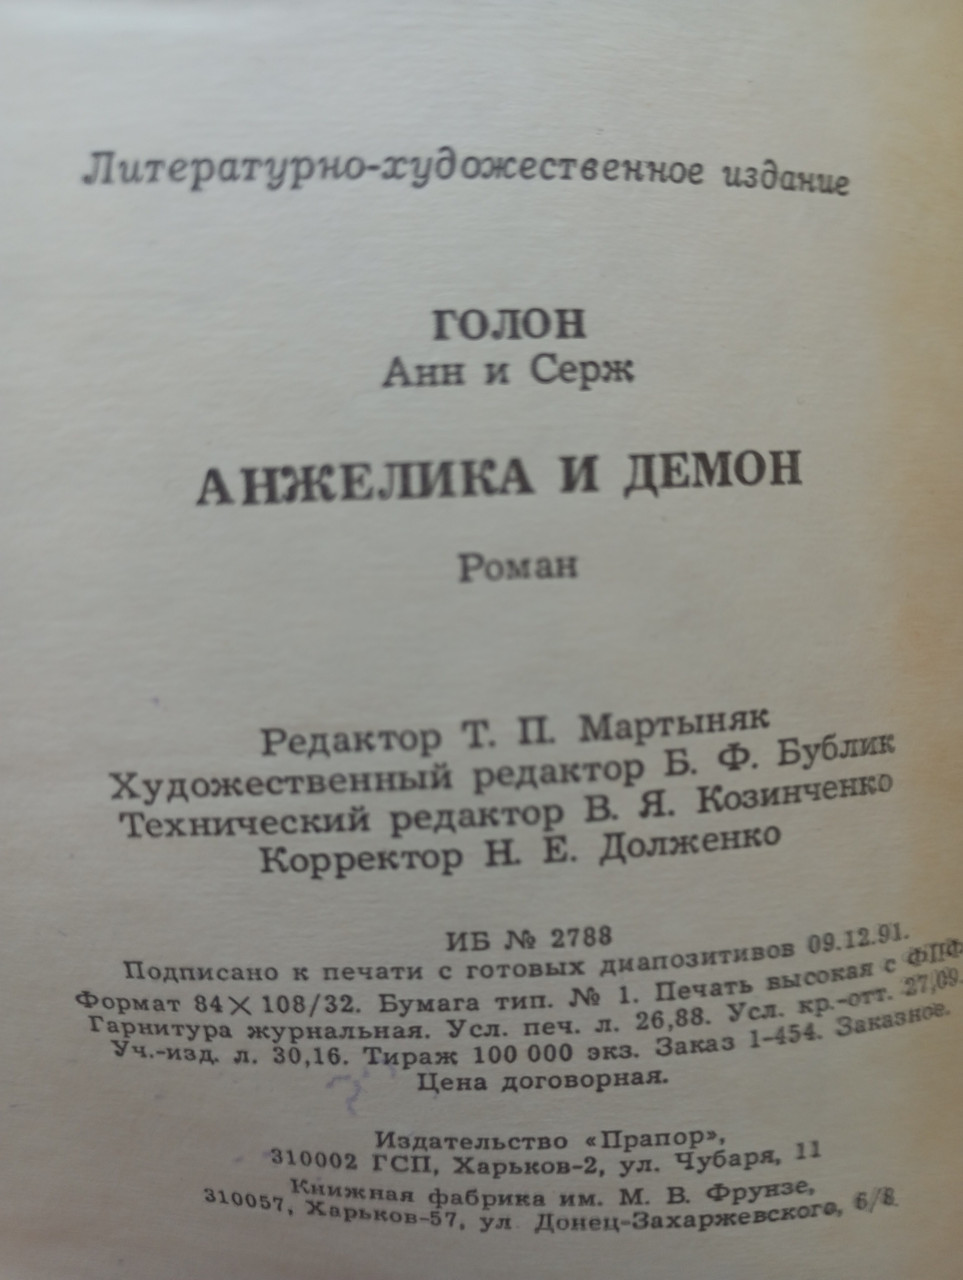 Литературно-художественное издание
ГОЛОН
Анн и Серж
АНЖЕЛИКА И ДЕМОН
Роман
Редактор Т. П. Мартыняк
Художественный редактор Б. Ф. Бублик
Технический редактор В. Я. Козинченко
Корректор Н. Е. Долженко
ИБ № 2788
Подписано к печати с готовых диапозитивов 09.12.91.
Формат 84×108/32. Бумага тип. № 1. Печать высокая с ФПФ
Гарнитура журнальная. Усл. печ. л. 26,88. Усл. кр.-отт. 27,09.
Уч.-изд. л. 30,16. Тираж 100 000 экз. Заказ 1-454. Заказное.
Цена договорная.
Издательство «Прапор»,
310002 ГСП, Харьков-2, ул. Чубаря, 11
Книжная фабрика им. М. В. Фрунзе,
310057, Харьков-57, ул Донец-Захаржевского, 6/8